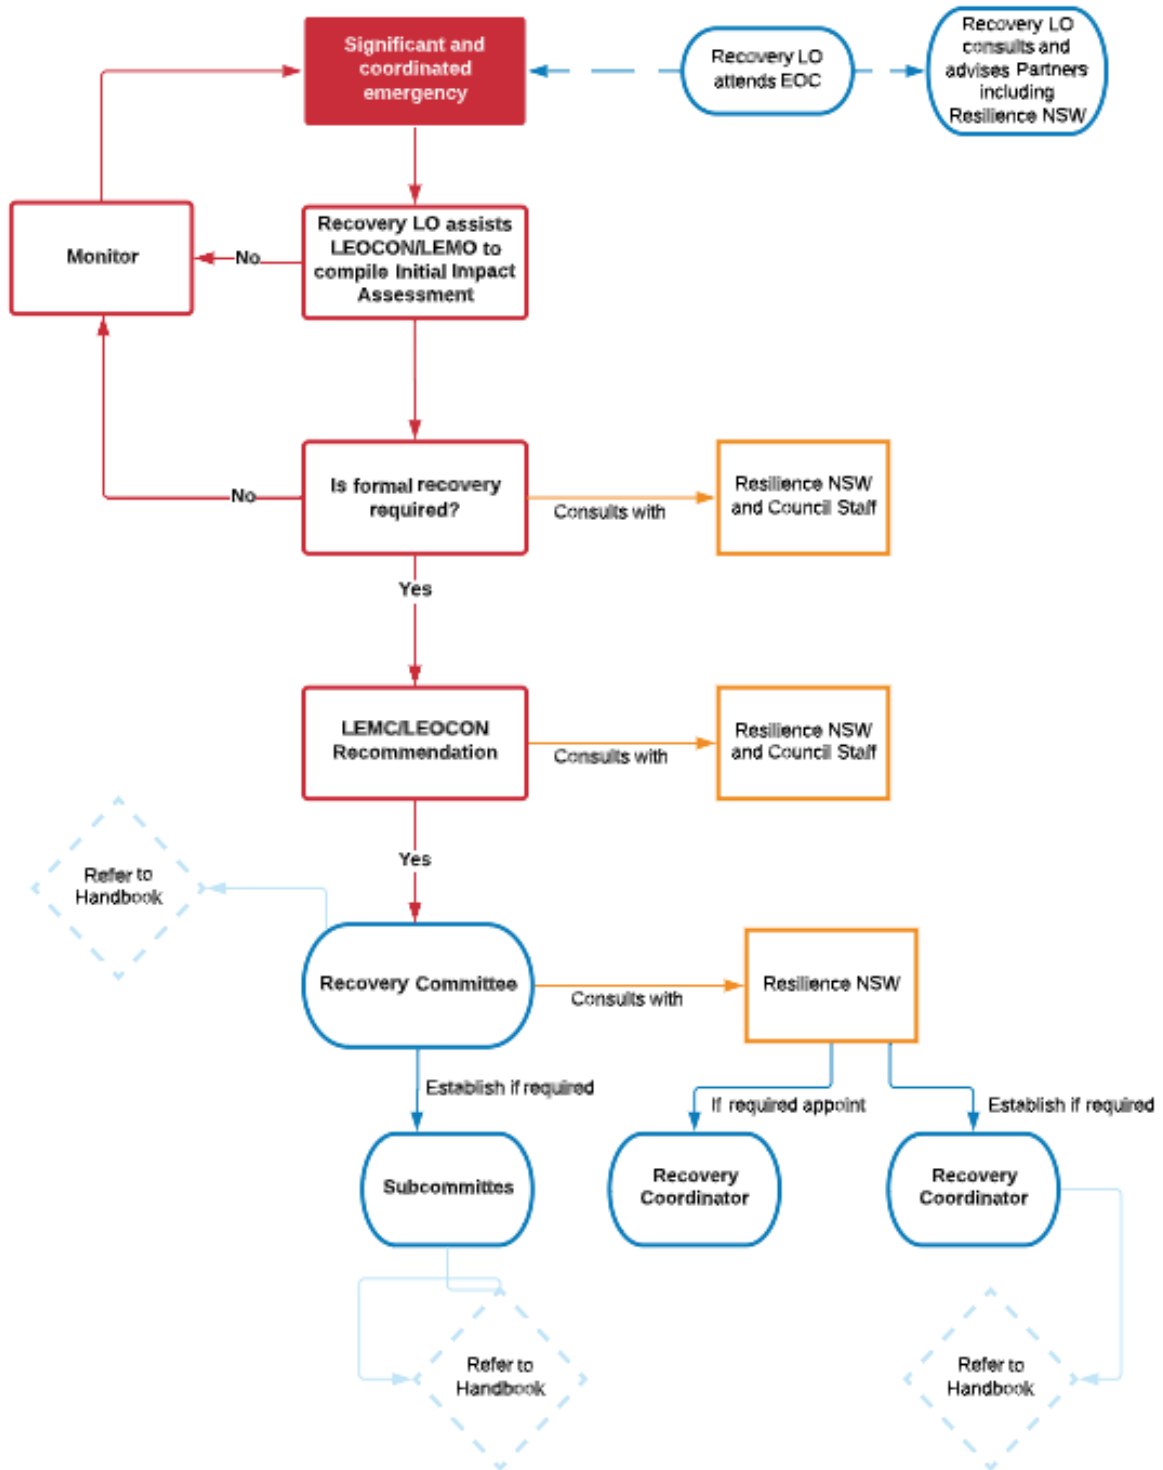 Significant and
coordinated
emergency
Recovery LO
attends EOC
Recovery LO
consults and
advises Partners
including
Resilience NSW
Monitor
No
Recovery LO assists
LEOCON/LEMO to
compile Initial Impact
Assessment
No
Is formal recovery
required?
Consults with
Resilience NSW
and Council Staff
Yes
LEMC/LEOCON
Recommendation
Consults with
Resilience NSW
and Council Staff
Yes
Refer to
Handbook
Recovery Committee
Consults with
Resilience NSW
Establish if required
If required appoint
Establish if required
Subcommittes
Recovery
Coordinator
Recovery
Coordinator
Refer to
Handbook
Refer to
Handbook